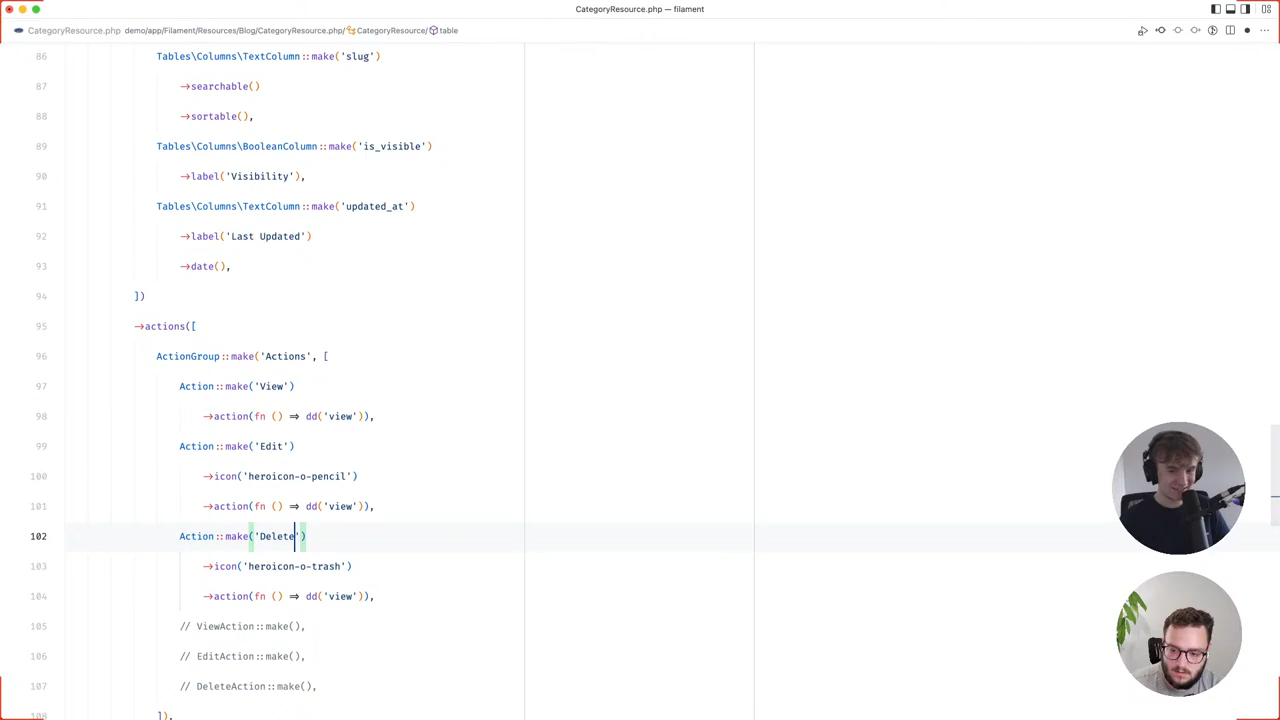 CategoryResource.php — filament
CategoryResource.php demo/app/Filament/Resources/Blog/CategoryResource.php/ CategoryResource/ table
86 Tables\Columns\TextColumn::make('slug')
87 ->searchable()
88 ->sortable(),
89 Tables\Columns\BooleanColumn::make('is_visible')
90 ->label('Visibility'),
91 Tables\Columns\TextColumn::make('updated_at')
92 ->label('Last Updated')
93 ->date(),
94 ])
95 ->actions([
96 ActionGroup::make('Actions', [
97 Action::make('View')
98 ->action(fn () => dd('view')),
99 Action::make('Edit')
100 ->icon('heroicon-o-pencil')
101 ->action(fn () => dd('view')),
102 Action::make('Delete')
103 ->icon('heroicon-o-trash')
104 ->action(fn () => dd('view')),
105 // ViewAction::make(),
106 // EditAction::make(),
107 // DeleteAction::make(),
108 ]),